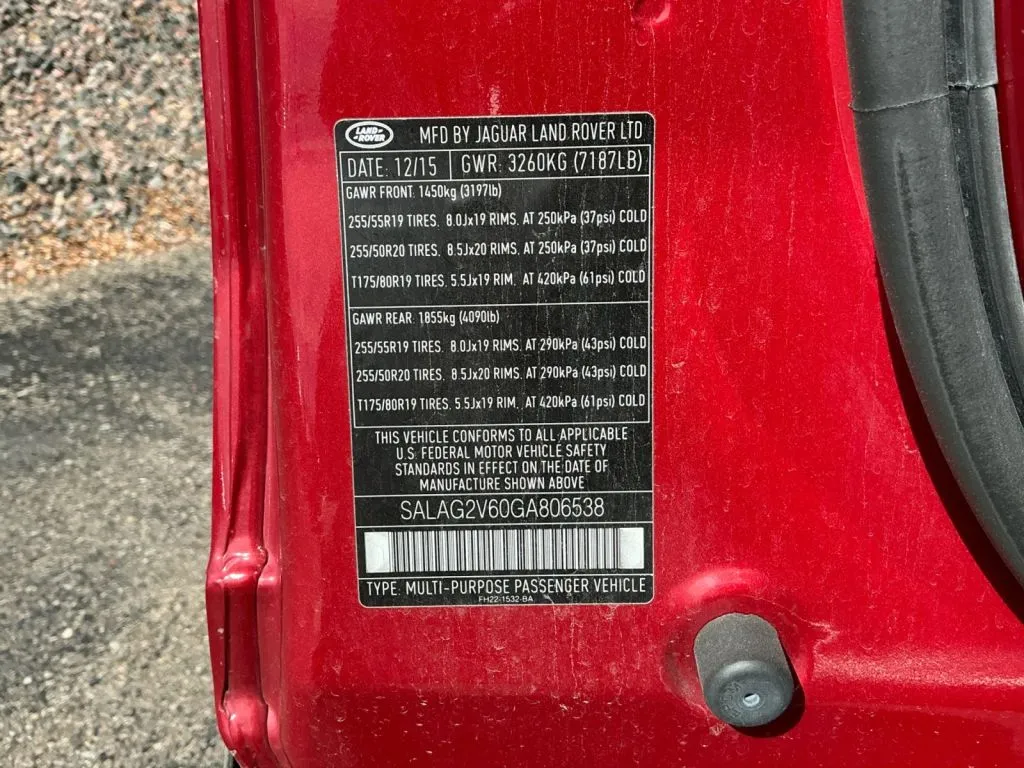 LAND-
-ROVER
MFD BY JAGUAR LAND ROVER LTD
DATE: 12/15 GWR: 3260KG (7187LB)
GAWR FRONT. 1450kg (3197lb)
255/55R19 TIRES. 8.0Jx19 RIMS. AT 250kPa (37psi) COLD
255/50R20 TIRES. 8.5Jx20 RIMS. AT 250kPa (37psi) COLD
T175/80R19 TIRES. 5.5Jx19 RIM. AT 420kPa (61psi) COLD
GAWR REAR. 1855kg (4090lb)
255/55R19 TIRES. 8.0Jx19 RIMS. AT 290kPa (43psi) COLD
255/50R20 TIRES. 8.5Jx20 RIMS. AT 290kPa (43psi) COLD
T175/80R19 TIRES. 5.5Jx19 RIM. AT 420kPa (61psi) COLD
THIS VEHICLE CONFORMS TO ALL APPLICABLE
U.S. FEDERAL MOTOR VEHICLE SAFETY
STANDARDS IN EFFECT ON THE DATE OF
MANUFACTURE SHOWN ABOVE
SALAG2V60GA806538
TYPE: MULTI-PURPOSE PASSENGER VEHICLE
FH22-1532-BA